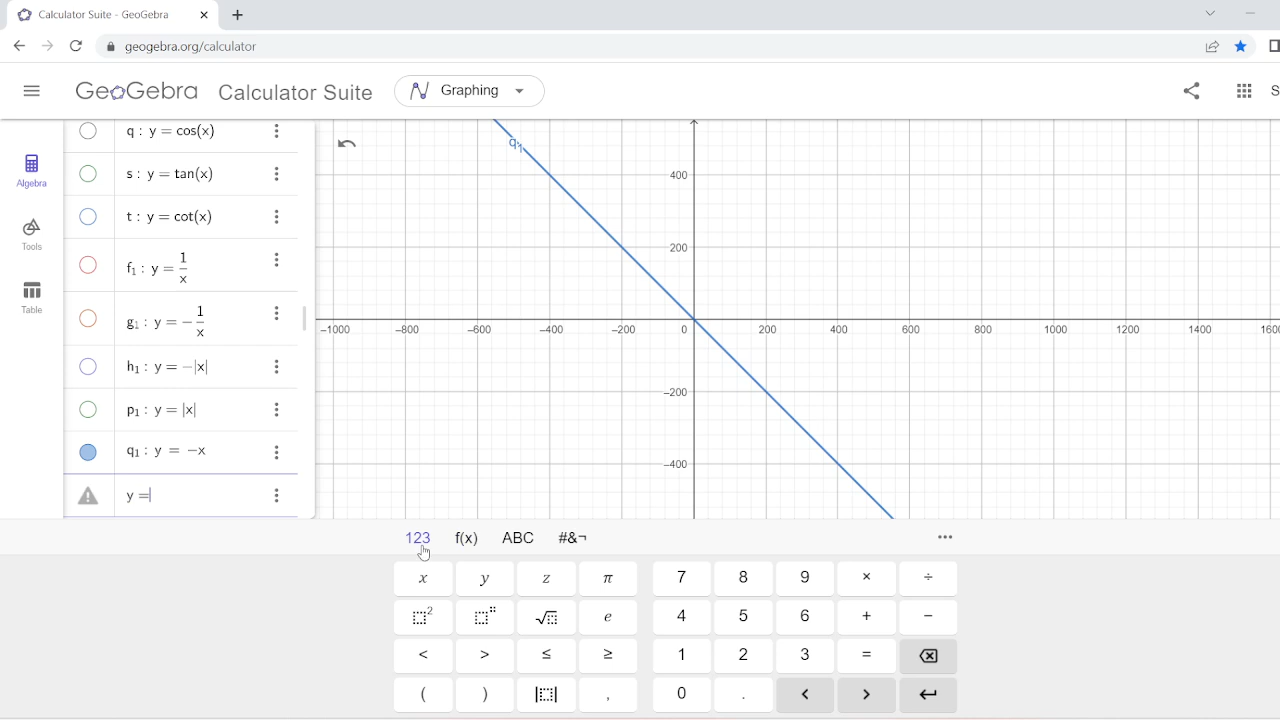 Calculator Suite - GeoGebra
geogebra.org/calculator
GeoGebra Calculator Suite Graphing
S
Algebra
Tools
Table
q : y = cos(x)
s : y = tan(x)
t : y = cot(x)
f₁ : y = 1/x
g₁ : y = − 1/x
h₁ : y = −|x|
p₁ : y = |x|
q₁ : y = −x
y =
q₁
400
200
−1000 −800 −600 −400 −200 0 200 400 600 800 1000 1200 1400 1600
−200
−400
123 f(x) ABC #&¬
x y z π 7 8 9 × ÷
² √ e 4 5 6 + −
< > ≤ ≥ 1 2 3 =
( ) | | , 0 . < >